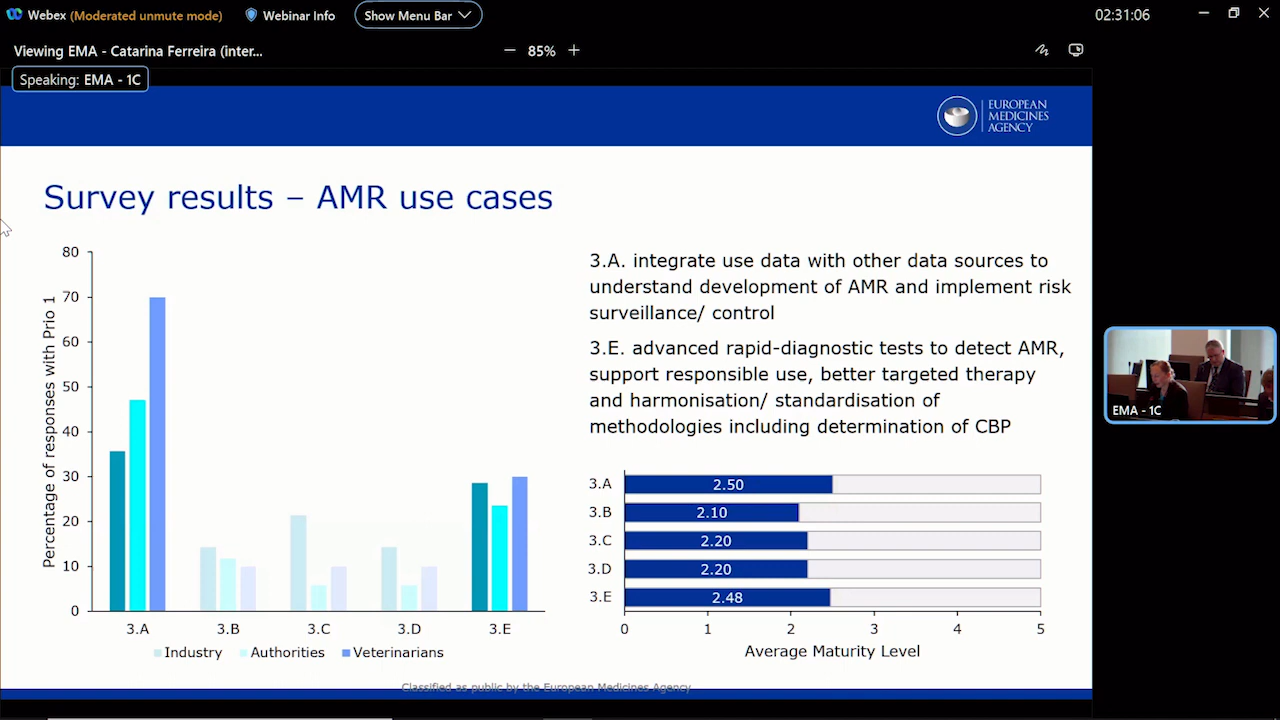 Webex (Moderated unmute mode) Webinar Info Show Menu Bar 02:31:06
Viewing EMA - Catarina Ferreira (inter... 85%
Speaking: EMA - 1C
EUROPEAN
MEDICINES
AGENCY
Survey results – AMR use cases
Percentage of responses with Prio 1
80
70
60
50
40
30
20
10
0
3.A 3.B 3.C 3.D 3.E
Industry Authorities Veterinarians
3.A. integrate use data with other data sources to
understand development of AMR and implement risk
surveillance/ control
3.E. advanced rapid-diagnostic tests to detect AMR,
support responsible use, better targeted therapy
and harmonisation/ standardisation of
methodologies including determination of CBP
3.A 2.50
3.B 2.10
3.C 2.20
3.D 2.20
3.E 2.48
0 1 2 3 4 5
Average Maturity Level
EMA - 1C
Classified as public by the European Medicines Agency